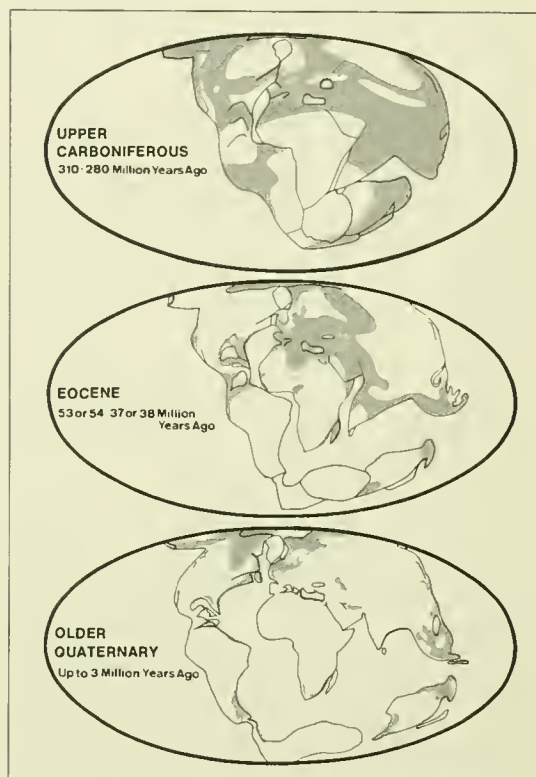 UPPER
CARBONIFEROUS
310-280 Million Years Ago
EOCENE
53 or 54 37 or 38 Million
Years Ago
OLDER
QUATERNARY
Up to 3 Million Years Ago